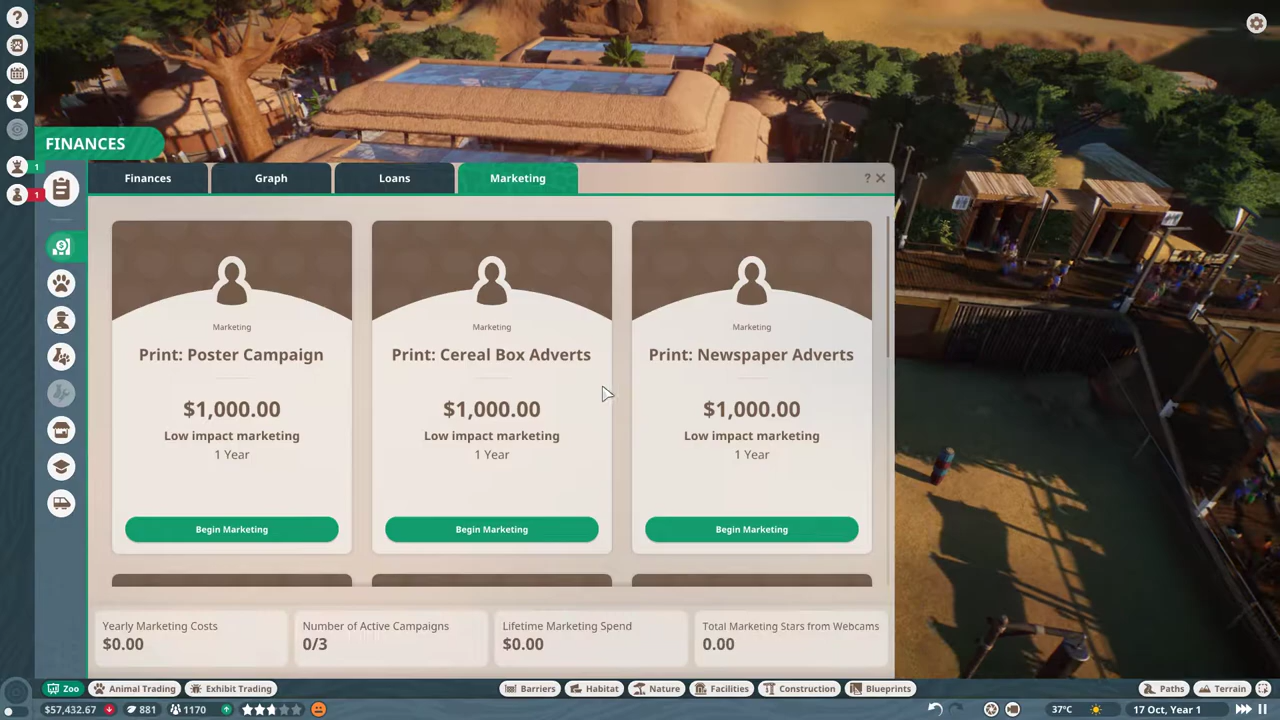 FINANCES
1
1
Finances
Graph
Loans
Marketing
?
Marketing
Print: Poster Campaign
$1,000.00
Low impact marketing
1 Year
Begin Marketing
Marketing
Print: Cereal Box Adverts
$1,000.00
Low impact marketing
1 Year
Begin Marketing
Marketing
Print: Newspaper Adverts
$1,000.00
Low impact marketing
1 Year
Begin Marketing
Yearly Marketing Costs
$0.00
Number of Active Campaigns
0/3
Lifetime Marketing Spend
$0.00
Total Marketing Stars from Webcams
0.00
Zoo
Animal Trading
Exhibit Trading
Barriers
Habitat
Nature
Facilities
Construction
Blueprints
Paths
Terrain
$57,432.67
881
1170
37°C
17 Oct, Year 1